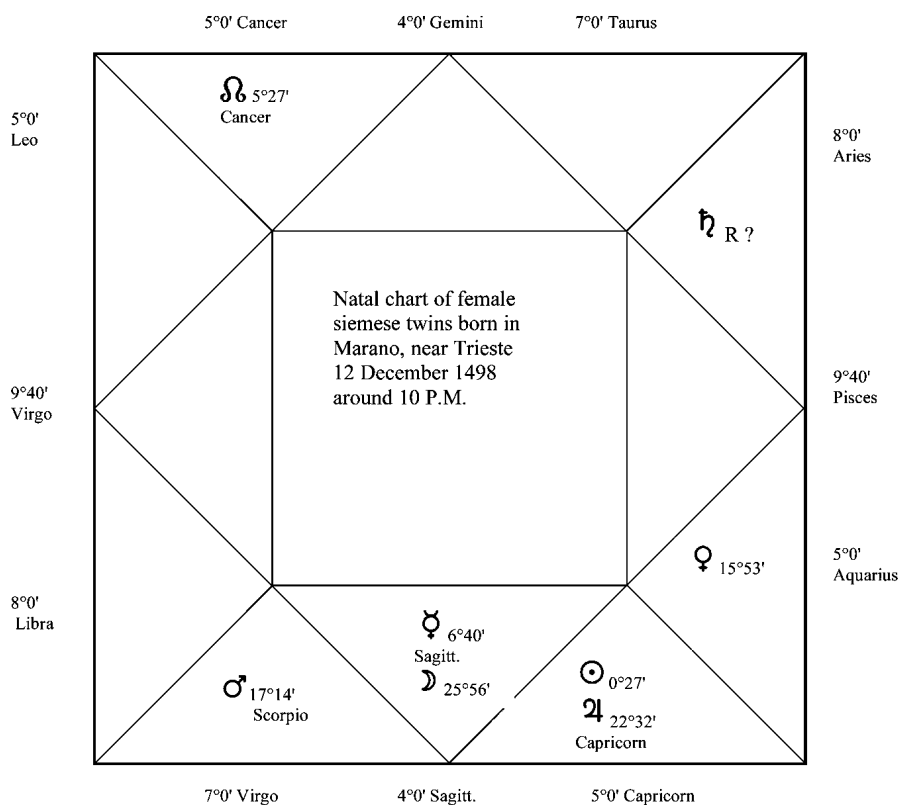 5°0' Cancer
4°0' Gemini
7°0' Taurus
☊ 5°27'
Cancer
5°0'
Leo
8°0'
Aries
♄ R ?
Natal chart of female
siemese twins born in
Marano, near Trieste
12 December 1498
around 10 P.M.
9°40'
Virgo
9°40'
Pisces
♀ 15°53'
5°0'
Aquarius
8°0'
Libra
☿ 6°40'
Sagitt.
☽ 25°56'
♂ 17°14'
Scorpio
☉ 0°27'
♃ 22°32'
Capricorn
7°0' Virgo
4°0' Sagitt.
5°0' Capricorn